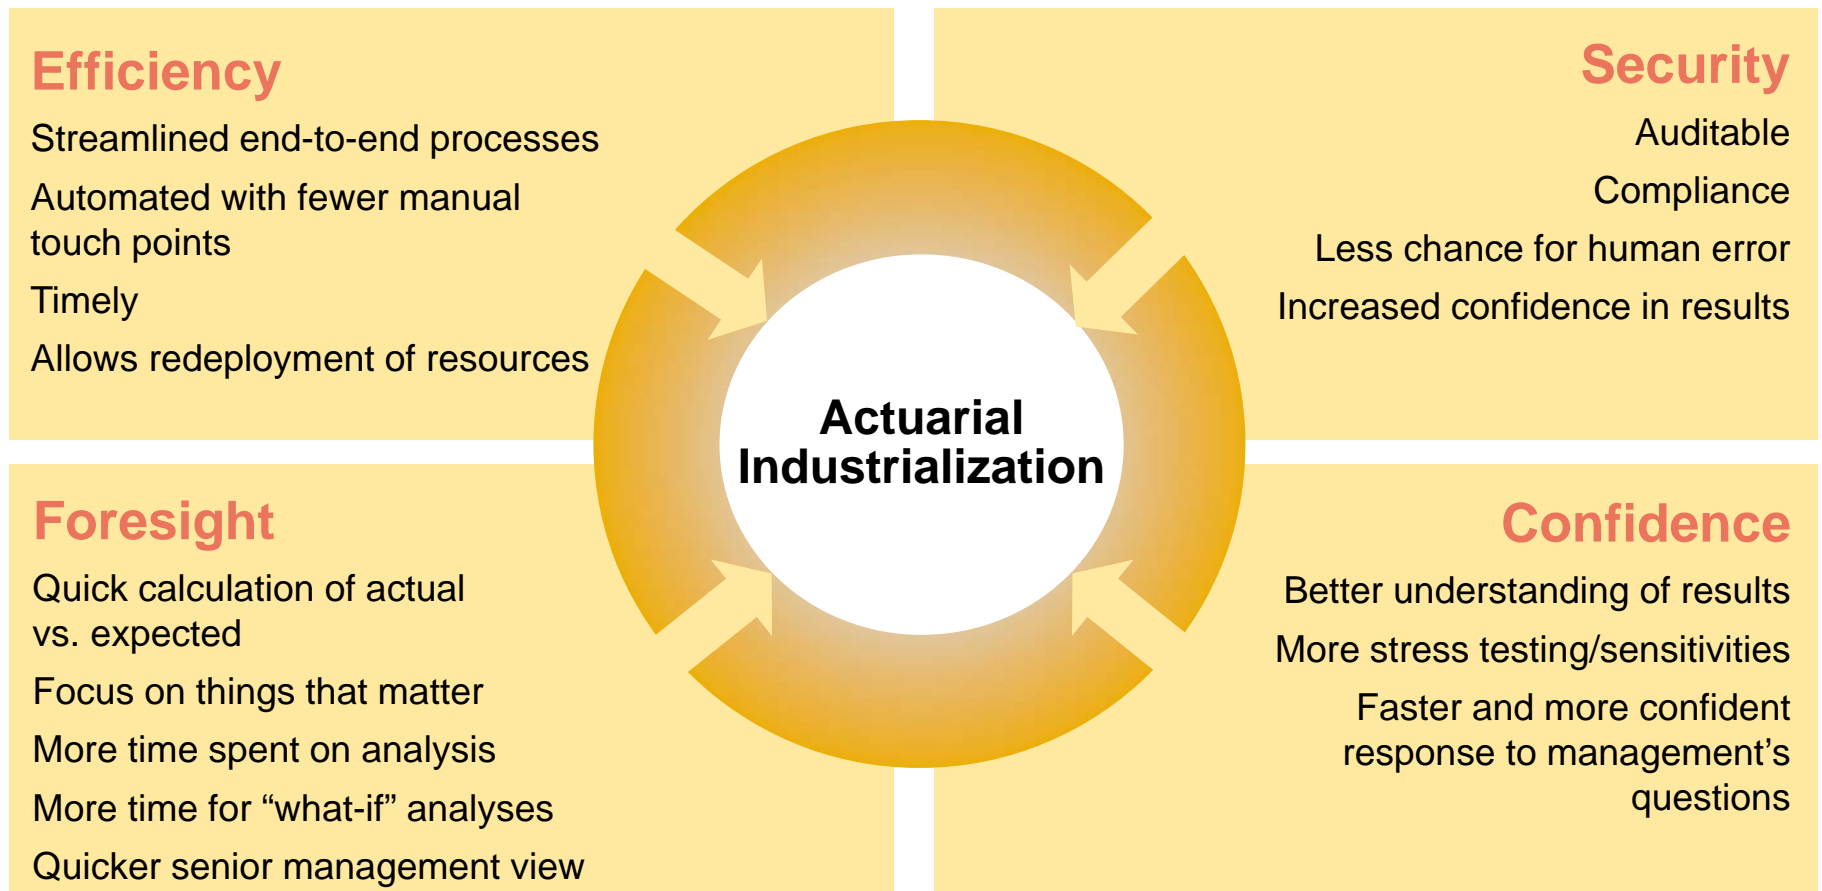 Efficiency
Streamlined end-to-end processes
Automated with fewer manual
touch points
Timely
Allows redeployment of resources
Security
Auditable
Compliance
Less chance for human error
Increased confidence in results
Actuarial
Industrialization
Foresight
Quick calculation of actual
vs. expected
Focus on things that matter
More time spent on analysis
More time for “what-if” analyses
Quicker senior management view
Confidence
Better understanding of results
More stress testing/sensitivities
Faster and more confident
response to management’s
questions